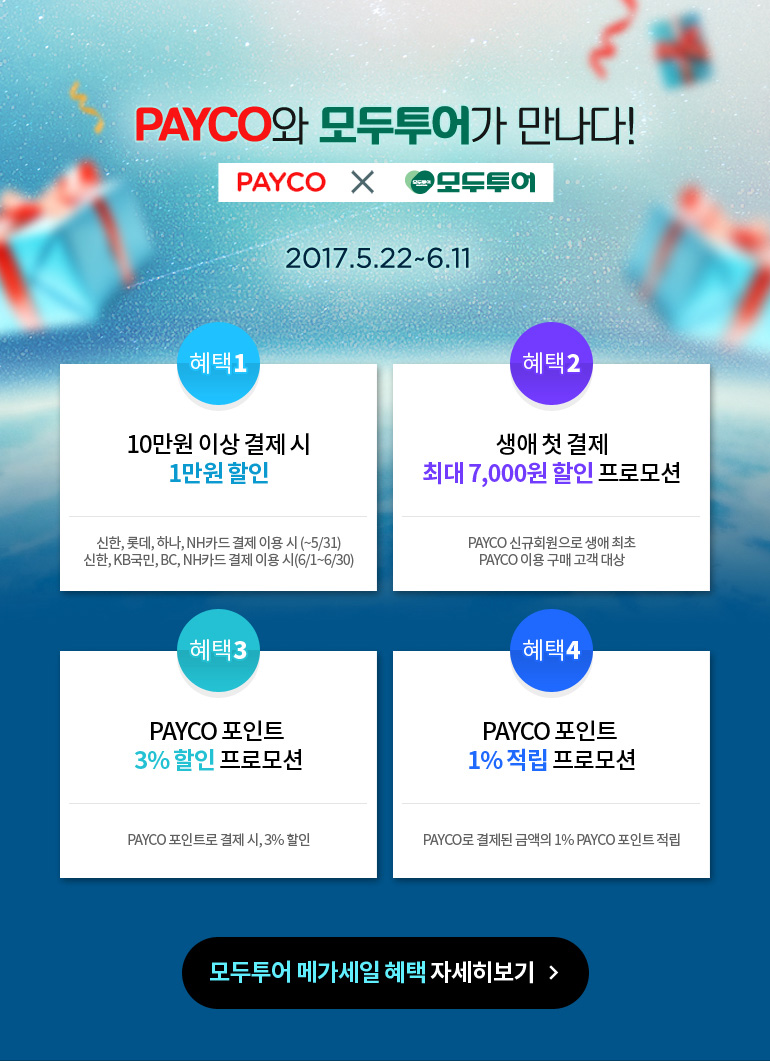 PAYCO와 모두투어가 만나다!
PAYCO × 모두투어 모두투어
2017.5.22~6.11
혜택1
10만원 이상 결제 시
1만원 할인
신한, 롯데, 하나, NH카드 결제 이용 시 (~5/31)
신한, KB국민, BC, NH카드 결제 이용 시(6/1~6/30)
혜택2
생애 첫 결제
최대 7,000원 할인 프로모션
PAYCO 신규회원으로 생애 최초
PAYCO 이용 구매 고객 대상
혜택3
PAYCO 포인트
3% 할인 프로모션
PAYCO 포인트로 결제 시, 3% 할인
혜택4
PAYCO 포인트
1% 적립 프로모션
PAYCO로 결제된 금액의 1% PAYCO 포인트 적립
모두투어 메가세일 혜택 자세히보기 >